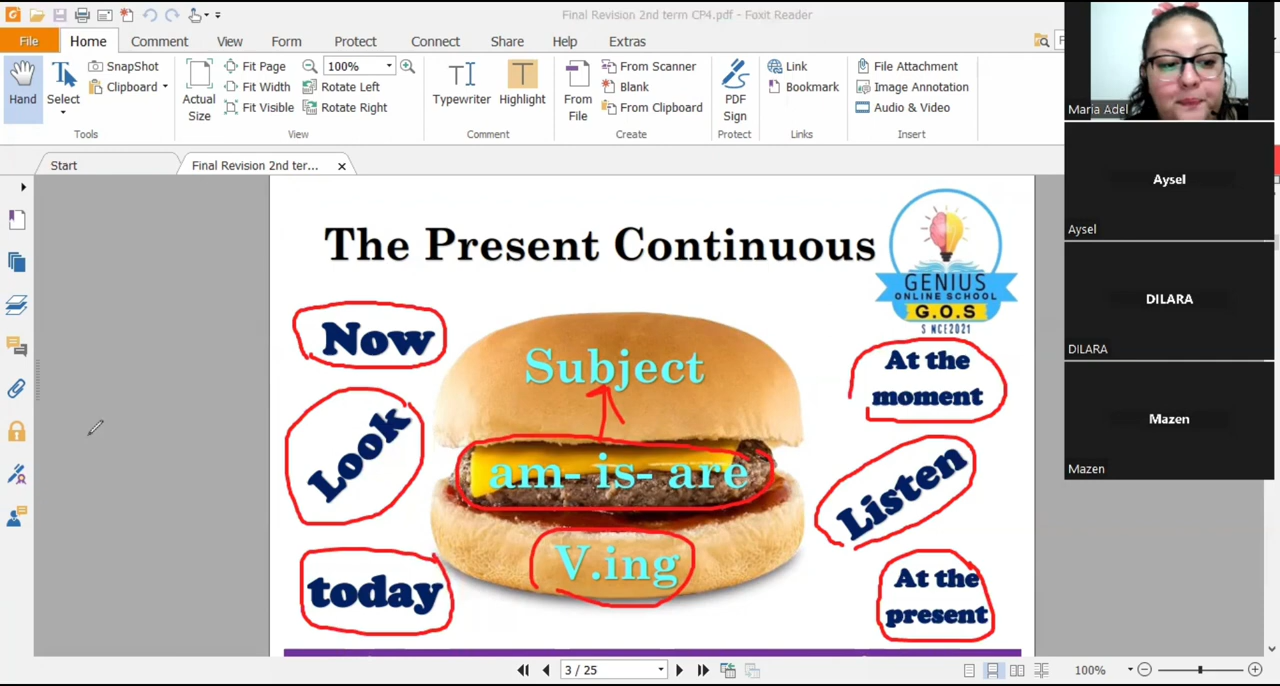 Final Revision 2nd term CP4.pdf - Foxit Reader
File
Home
Comment
View
Form
Protect
Connect
Share
Help
Extras
Hand
Select
SnapShot
Clipboard
Tools
Actual
Size
Fit Page
Fit Width
Fit Visible
100%
Rotate Left
Rotate Right
View
Typewriter
Highlight
Comment
From
File
From Scanner
Blank
From Clipboard
Create
PDF
Sign
Protect
Link
Bookmark
Links
File Attachment
Image Annotation
Audio & Video
Insert
Start
Final Revision 2nd ter...
The Present Continuous
GENIUS
ONLINE SCHOOL
G.O.S
SINCE2021
Now
Look
today
Subject
am- is- are
V.ing
At the
moment
Listen
At the
present
3 / 25
100%
Maria Adel
Aysel
Aysel
DILARA
DILARA
Mazen
Mazen